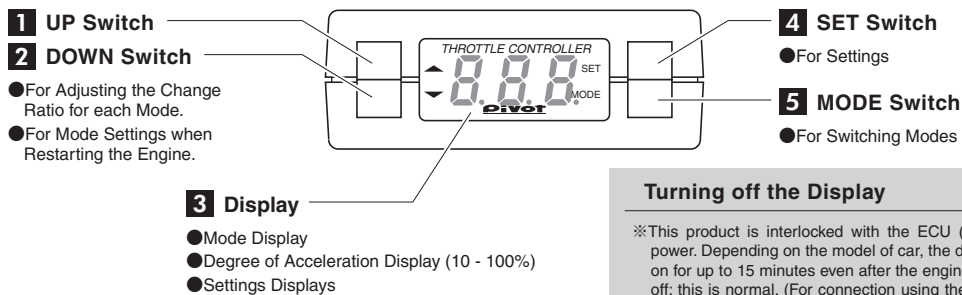 1 UP Switch
2 DOWN Switch
●For Adjusting the Change
Ratio for each Mode.
●For Mode Settings when
Restarting the Engine.
THROTTLE CONTROLLER
8.8.8.
SET
MODE
Pivot
3 Display
●Mode Display
●Degree of Acceleration Display (10 - 100%)
●Settings Displays
4 SET Switch
●For Settings
5 MODE Switch
●For Switching Modes
Turning off the Display
※This product is interlocked with the ECU (
power. Depending on the model of car, the d
on for up to 15 minutes even after the engin
off; this is normal. (For connection using the